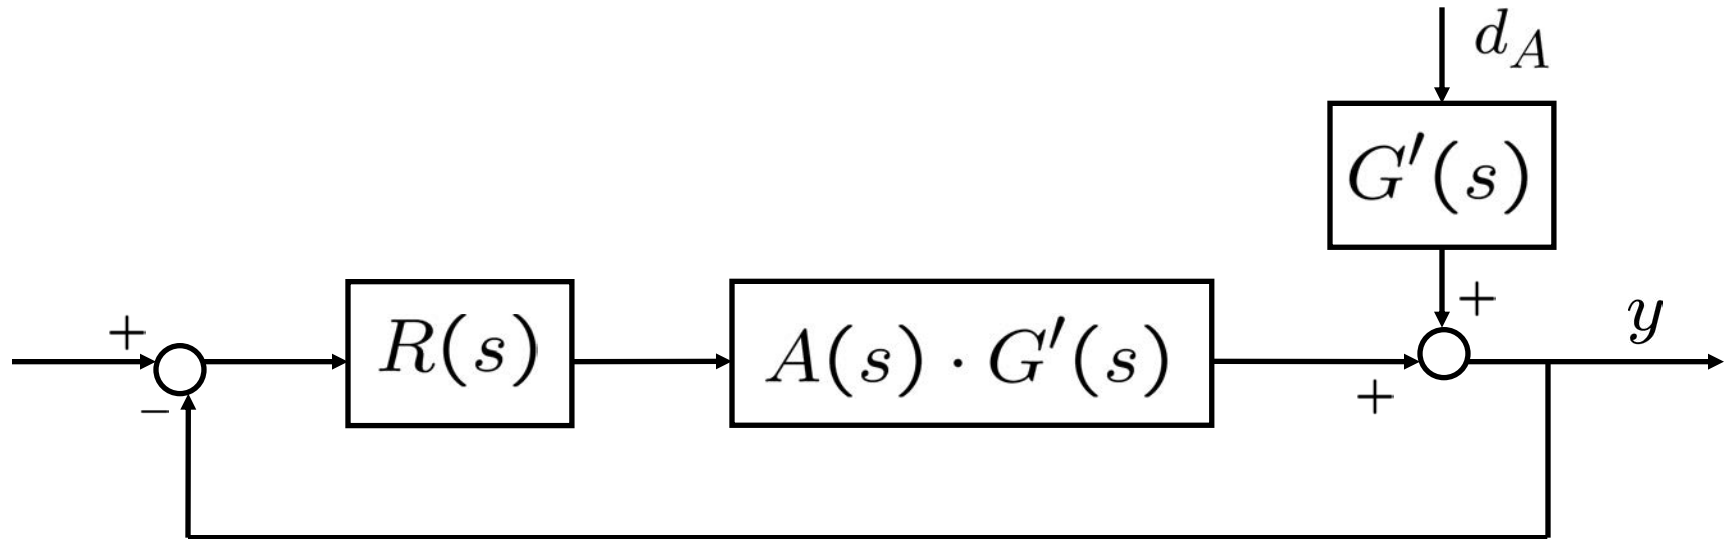 d_A
G′(s)
+
+
R(s)
A(s) · G′(s)
y
−
+